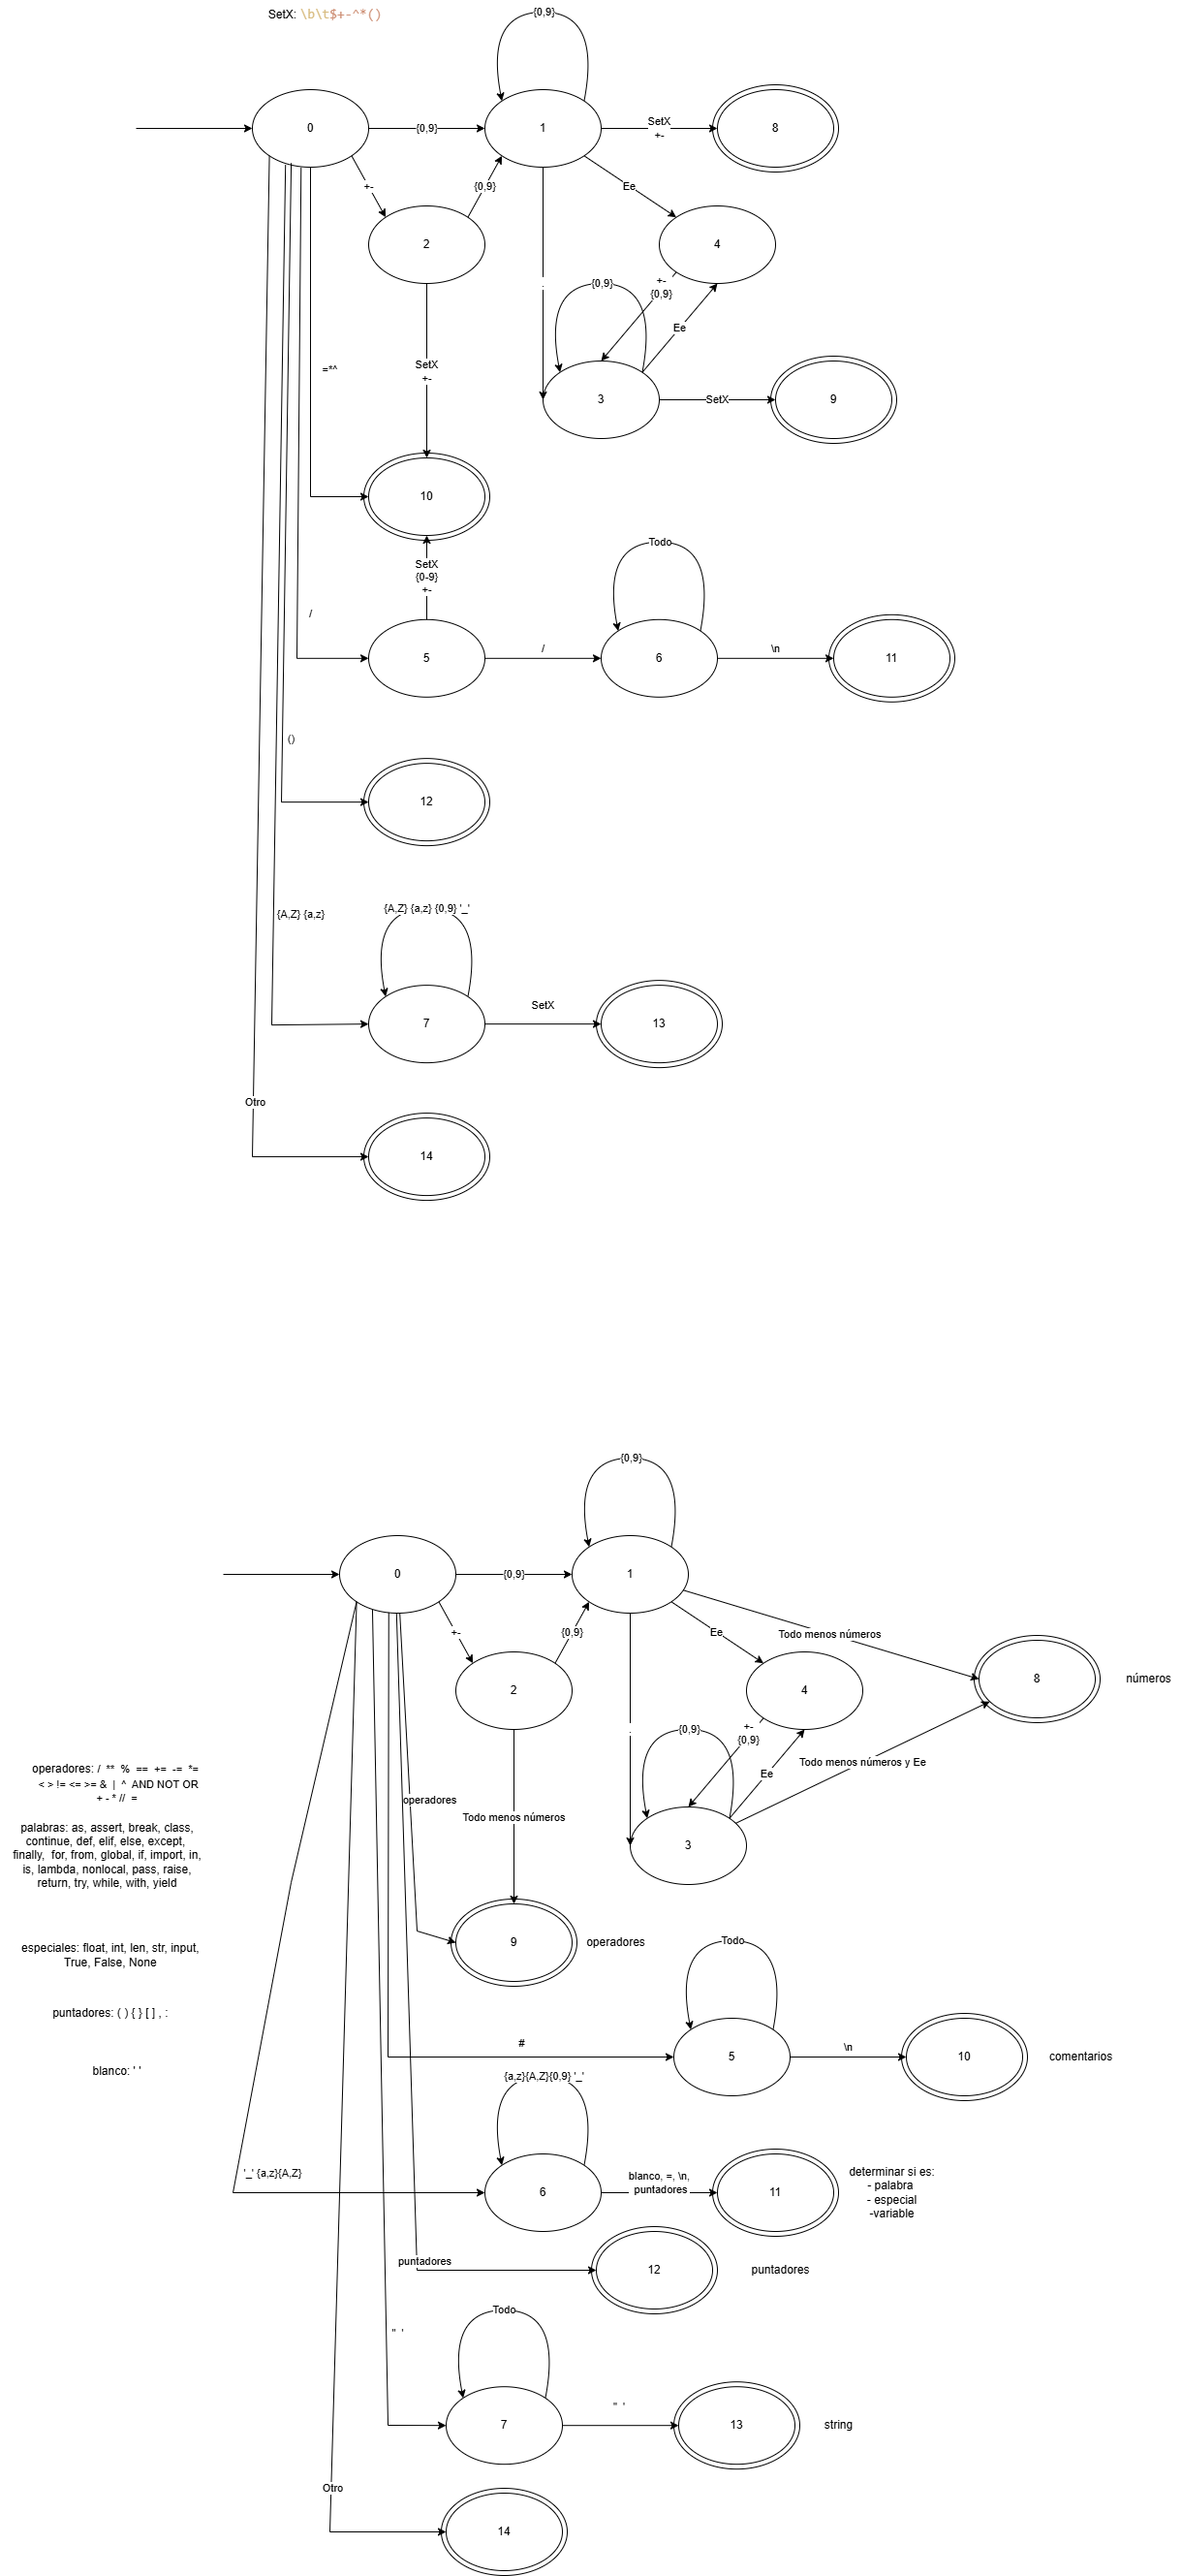 SetX: \b\t$+-^*()
{0,9}
0
{0,9}
1
SetX
+-
8
+-
{0,9}
Ee
2
4
+-
{0,9}
.
{0,9}
Ee
=*^
SetX
+-
3
SetX
9
10
SetX
{0-9}
+-
Todo
/
5
/
6
\n
11
()
12
{A,Z} {a,z}
{A,Z} {a,z} {0,9} '_'
7
SetX
13
Otro
14
{0,9}
0
{0,9}
1
+-
{0,9}
Ee
Todo menos números
2
4
8
números
+-
{0,9}
.
{0,9}
Ee
Todo menos números y Ee
operadores: / ** % == += -= *=
< > != <= >= & | ^ AND NOT OR
+ - * // =
operadores
Todo menos números
3
palabras: as, assert, break, class,
continue, def, elif, else, except,
finally, for, from, global, if, import, in,
is, lambda, nonlocal, pass, raise,
return, try, while, with, yield
9
operadores
Todo
especiales: float, int, len, str, input,
True, False, None
puntadores: ( ) { } [ ] , :
#
5
\n
10
comentarios
blanco: ' '
{a,z}{A,Z}{0,9} '_'
'_' {a,z}{A,Z}
6
blanco, =, \n,
puntadores
11
determinar si es:
- palabra
- especial
-variable
puntadores
12
puntadores
Todo
" '
7
" '
13
string
Otro
14